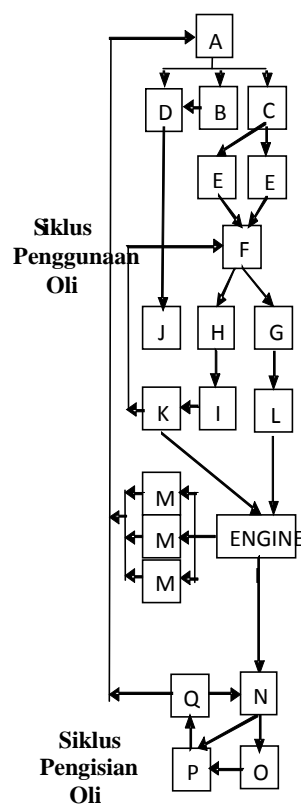 A
D
B
C
E
E
Siklus
Penggunaan
Oli
F
J
H
G
K
I
L
M
M
ENGINE
M
Q
N
Siklus
Pengisian
Oli
P
O